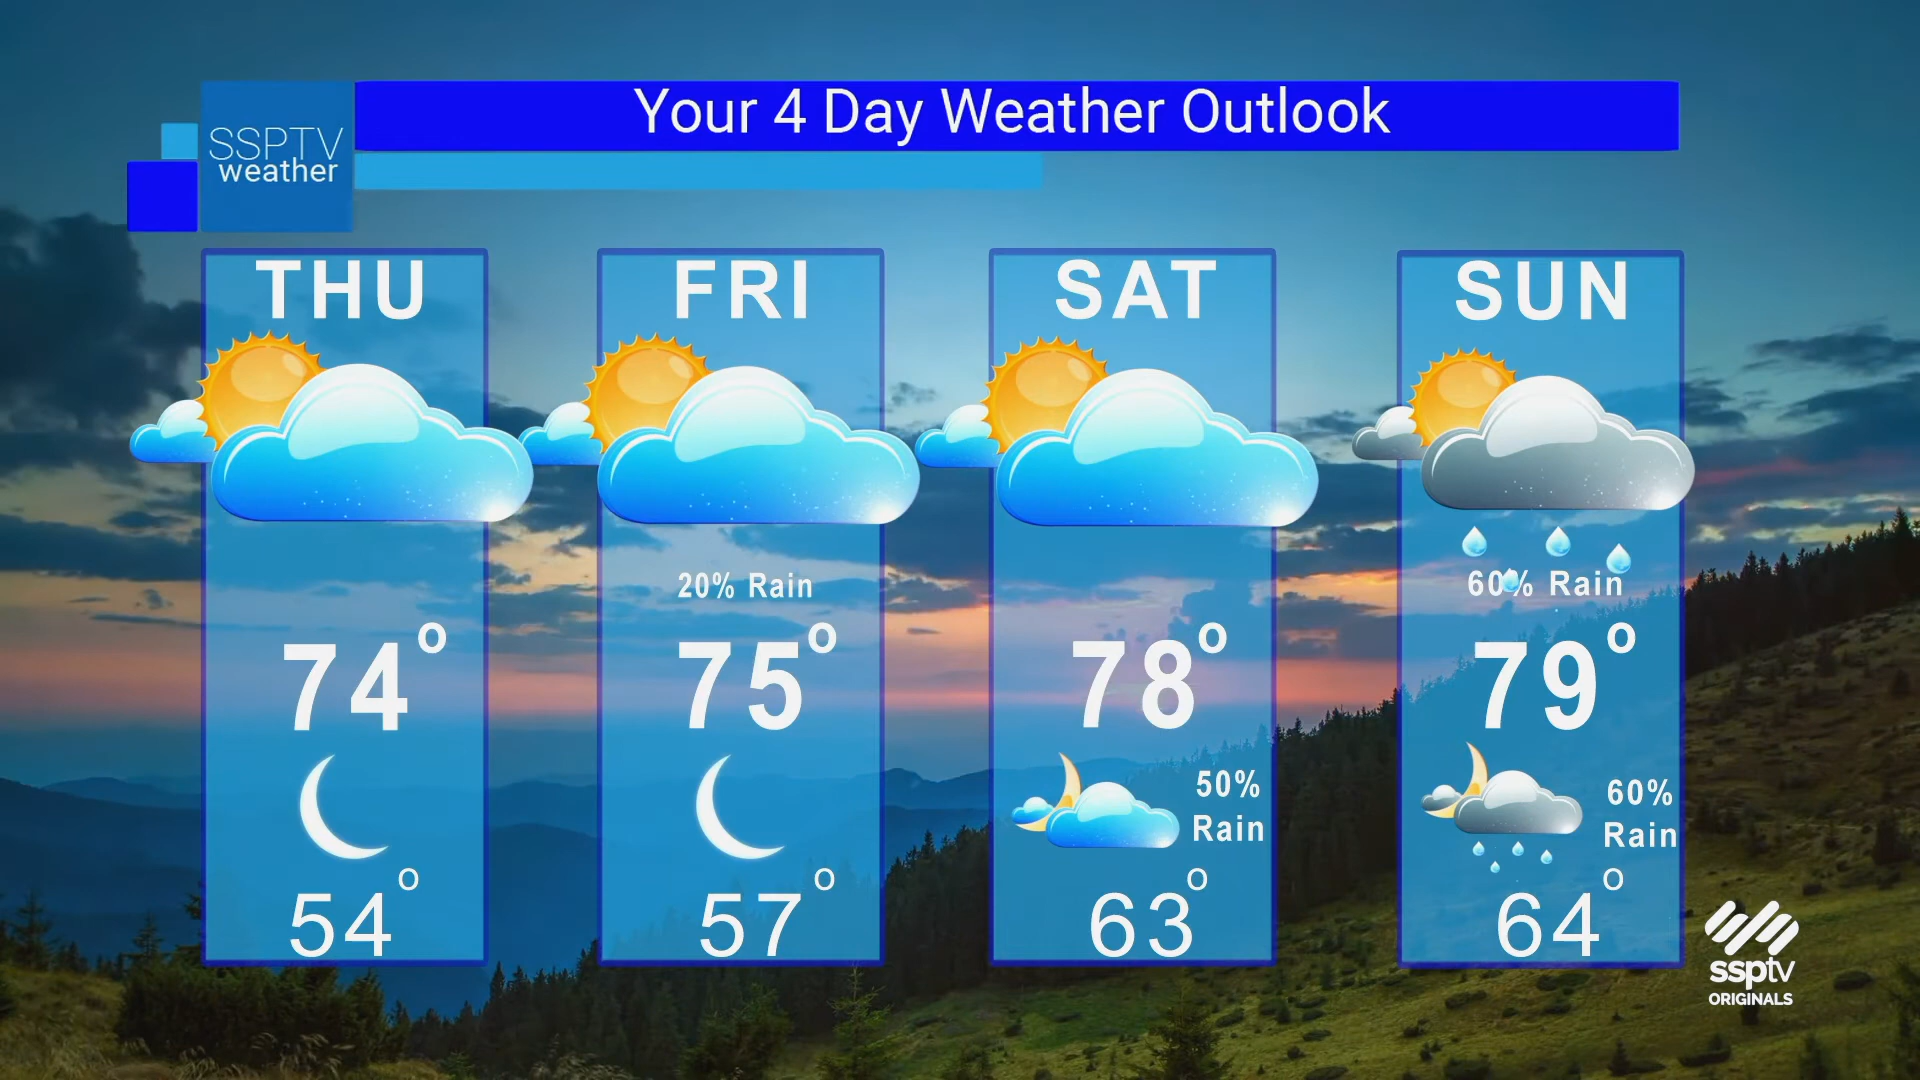 Your 4 Day Weather Outlook
SSPTV
weather
THU
FRI
SAT
SUN
20% Rain
60% Rain
74°
75°
78°
79°
50%
Rain
60%
Rain
54°
57°
63°
64°
ssptv
ORIGINALS